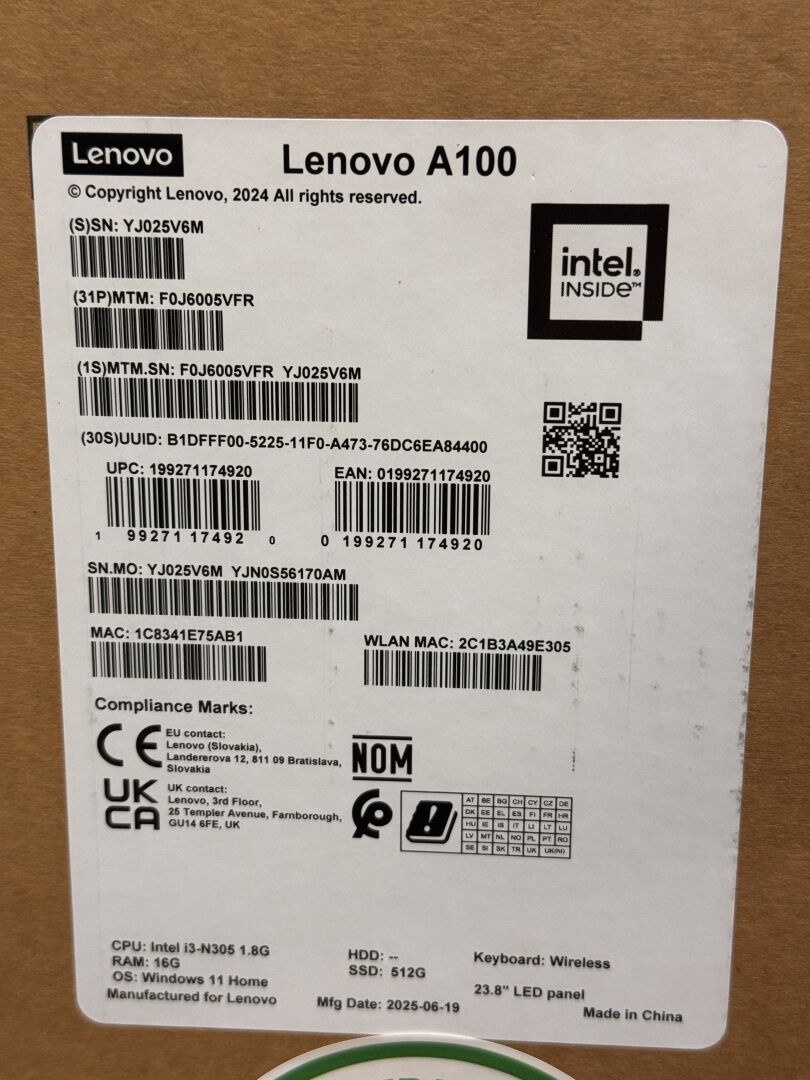 Lenovo
Lenovo A100
© Copyright Lenovo, 2024 All rights reserved.
(S)SN: YJ025V6M
intel.
INSIDE™
(31P)MTM: F0J6005VFR
(1S)MTM.SN: F0J6005VFR YJ025V6M
(30S)UUID: B1DFFF00-5225-11F0-A473-76DC6EA84400
UPC: 199271174920
EAN: 0199271174920
1 99271 17492 0
0 199271 174920
SN.MO: YJ025V6M YJN0S56170AM
MAC: 1C8341E75AB1
WLAN MAC: 2C1B3A49E305
Compliance Marks:
CE
EU contact:
Lenovo (Slovakia),
Landererova 12, 811 09 Bratislava,
Slovakia
NOM
UK
CA
UK contact:
Lenovo, 3rd Floor,
25 Templer Avenue, Farnborough,
GU14 6FE, UK
AT BE BG CH CY CZ DE
DK EE EL ES FI FR HR
HU IE IS IT LI LT LU
LV MT NL NO PL PT RO
SE SI SK TR UK UK(NI)
CPU: Intel i3-N305 1.8G
RAM: 16G
OS: Windows 11 Home
Manufactured for Lenovo
HDD: --
SSD: 512G
Mfg Date: 2025-06-19
Keyboard: Wireless
23.8" LED panel
Made in China